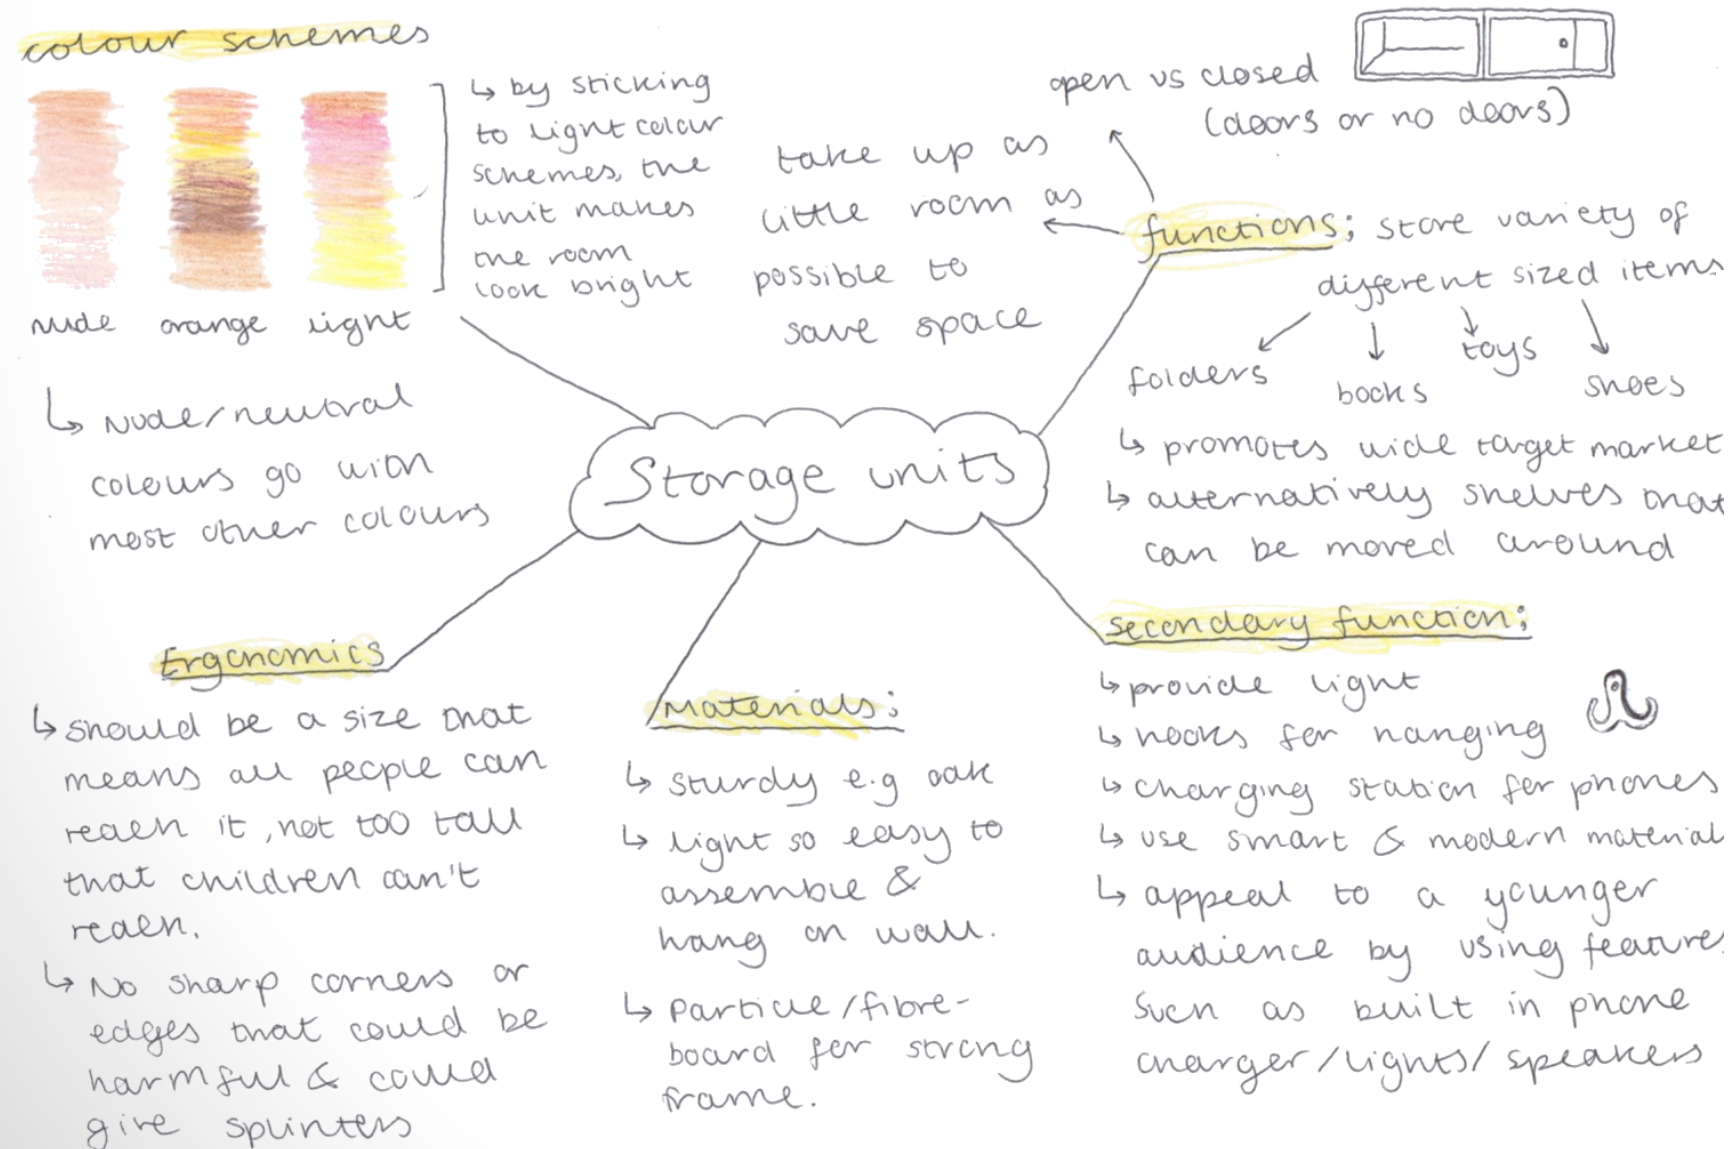 colour schemes
nude orange light
↳ by sticking
to light colour
schemes, the
unit makes
the room
look bright
↳ Nude/neutral
colours go with
most other colours
take up as
little room as
possible to
save space
open vs closed
(doors or no doors)
functions; store variety of
different sized items
folders
books
toys
shoes
↳ promotes wide target market
↳ alternatively shelves that
can be moved around
Storage units
Ergonomics
↳ should be a size that
means all people can
reach it, not too tall
that children can't
reach.
↳ No sharp corners or
edges that could be
harmful & could
give splinters
Materials:
↳ sturdy e.g oak
↳ light so easy to
assemble &
hang on wall.
↳ Particle/fibre-
board for strong
frame.
secondary function;
↳ provide light
↳ hooks for hanging
↳ charging station for phones
↳ use smart & modern material
↳ appeal to a younger
audience by using features
such as built in phone
charger/lights/speakers